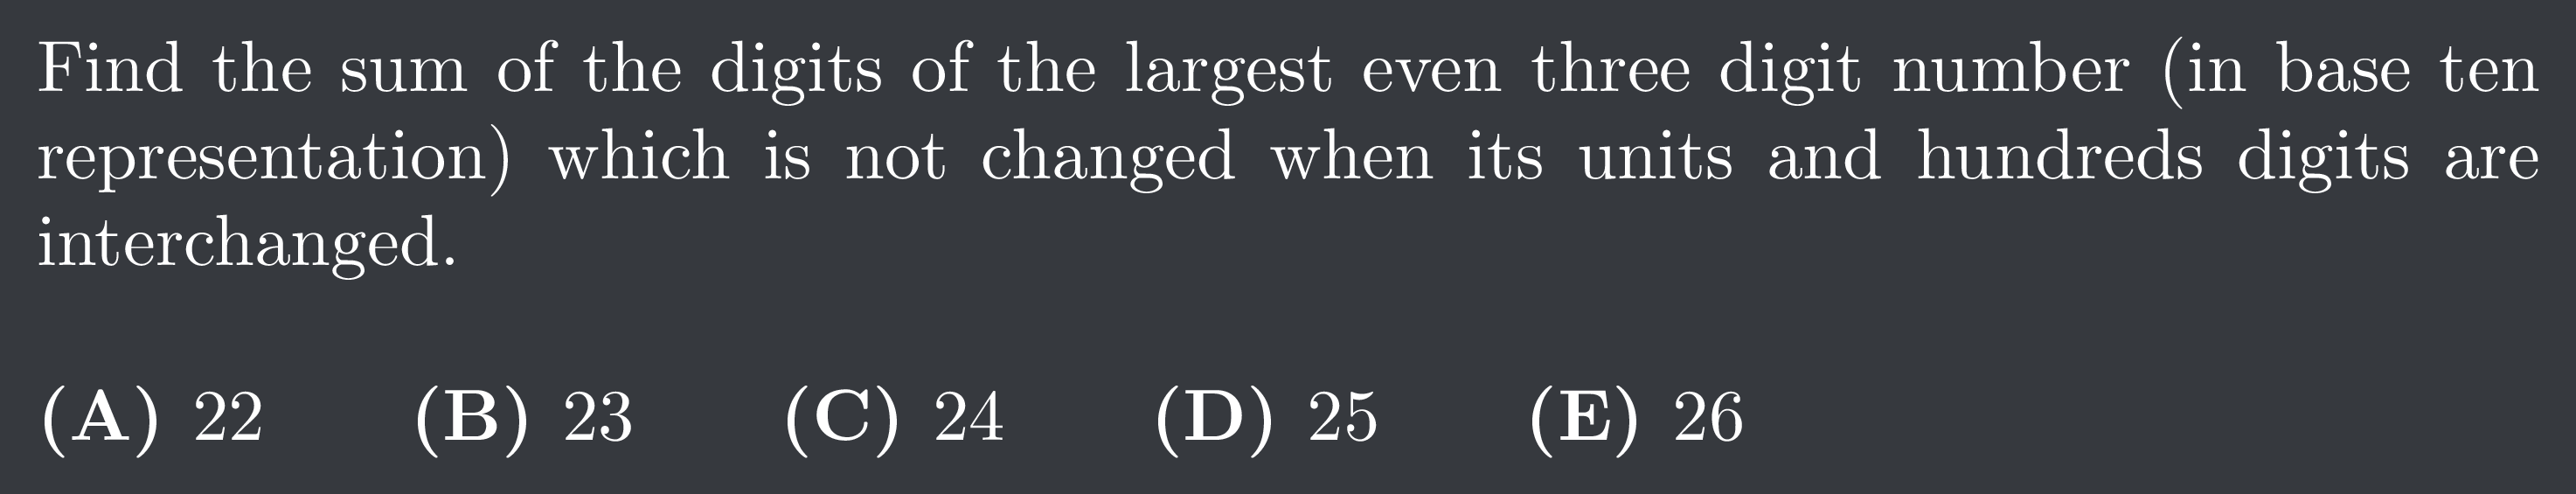 Find the sum of the digits of the largest even three digit number (in base ten
representation) which is not changed when its units and hundreds digits are
interchanged.
(A) 22 (B) 23 (C) 24 (D) 25 (E) 26